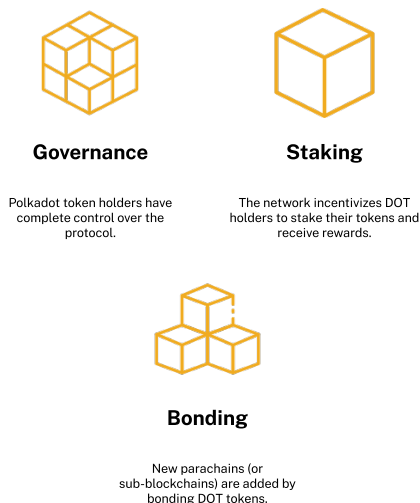 Governance
Polkadot token holders have
complete control over the
protocol.
Staking
The network incentivizes DOT
holders to stake their tokens and
receive rewards.
Bonding
New parachains (or
sub-blockchains) are added by
bonding DOT tokens.